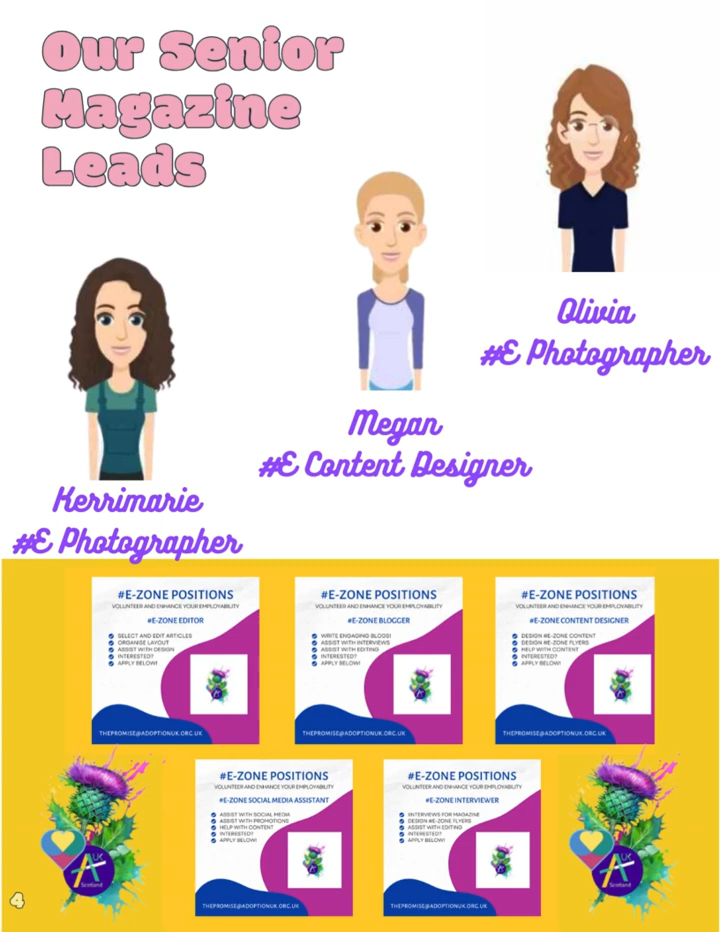 Our Senior
Magazine
Leads
Olivia
#E Photographer
Megan
#E Content Designer
Kerrimarie
#E Photographer
#E-ZONE POSITIONS
VOLUNTEER AND ENHANCE YOUR EMPLOYABILITY
#E-ZONE EDITOR
SELECT AND EDIT ARTICLES
ORGANISE LAYOUT
ASSIST WITH DESIGN
INTERESTED?
APPLY BELOW!
THEPROMISE@ADOPTIONUK.ORG.UK
#E-ZONE POSITIONS
VOLUNTEER AND ENHANCE YOUR EMPLOYABILITY
#E-ZONE BLOGGER
WRITE ENGAGING BLOGS!
ASSIST WITH INTERVIEWS
ASSIST WITH EDITING
INTERESTED?
APPLY BELOW!
THEPROMISE@ADOPTIONUK.ORG.UK
#E-ZONE POSITIONS
VOLUNTEER AND ENHANCE YOUR EMPLOYABILITY
#E-ZONE CONTENT DESIGNER
DESIGN #E-ZONE CONTENT
DESIGN #E-ZONE FLYERS
HELP WITH CONTENT
INTERESTED?
APPLY BELOW!
THEPROMISE@ADOPTIONUK.ORG.UK
#E-ZONE POSITIONS
VOLUNTEER AND ENHANCE YOUR EMPLOYABILITY
#E-ZONE SOCIAL MEDIA ASSISTANT
ASSIST WITH SOCIAL MEDIA
ASSIST WITH PROMOTIONS
HELP WITH CONTENT
INTERESTED?
APPLY BELOW!
THEPROMISE@ADOPTIONUK.ORG.UK
#E-ZONE POSITIONS
VOLUNTEER AND ENHANCE YOUR EMPLOYABILITY
#E-ZONE INTERVIEWER
INTERVIEWS FOR MAGAZINE
DESIGN #E-ZONE FLYERS
ASSIST WITH EDITING
INTERESTED?
APPLY BELOW!
THEPROMISE@ADOPTIONUK.ORG.UK
A UK
Scotland
A UK
Scotland
4